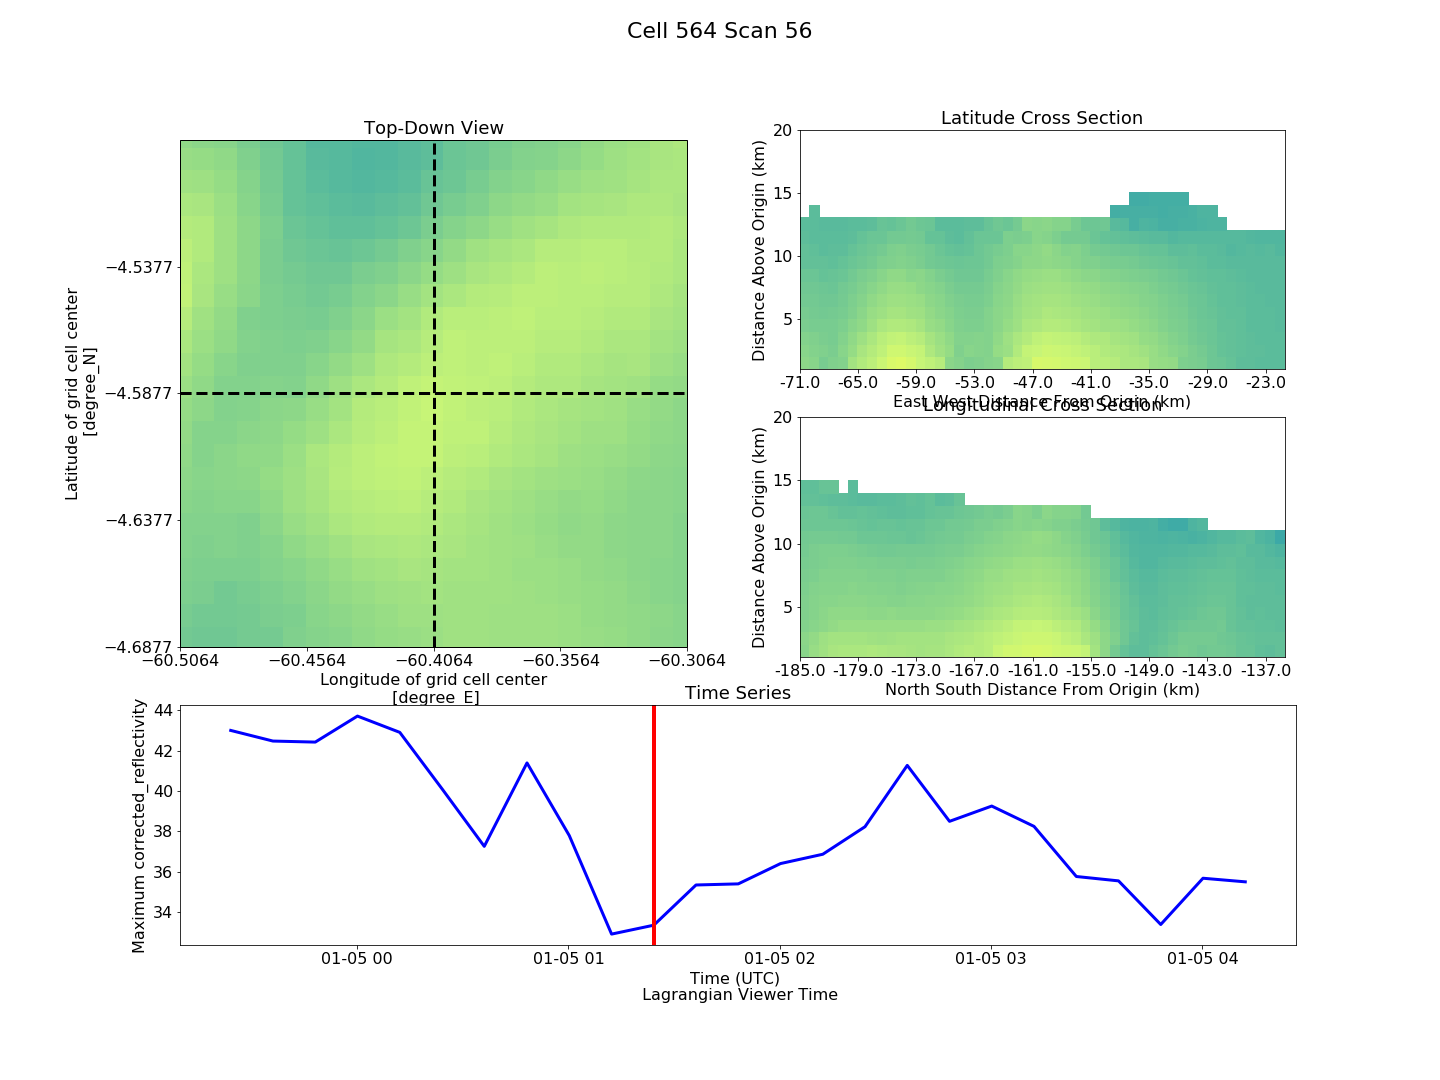 Cell 564 Scan 56
Top-Down View
Latitude of grid cell center
[degree_N]
−4.5377
−4.5877
−4.6377
−4.6877
−60.5064 −60.4564 −60.4064 −60.3564 −60.3064
Longitude of grid cell center
[degree_E]
Latitude Cross Section
Distance Above Origin (km)
20
15
10
5
-71.0 -65.0 -59.0 -53.0 -47.0 -41.0 -35.0 -29.0 -23.0
East West Distance From Origin (km)
Longitudinal Cross Section
Distance Above Origin (km)
20
15
10
5
-185.0 -179.0 -173.0 -167.0 -161.0 -155.0 -149.0 -143.0 -137.0
North South Distance From Origin (km)
Time Series
Maximum corrected_reflectivity
44
42
40
38
36
34
01-05 00 01-05 01 01-05 02 01-05 03 01-05 04
Time (UTC)
Lagrangian Viewer Time